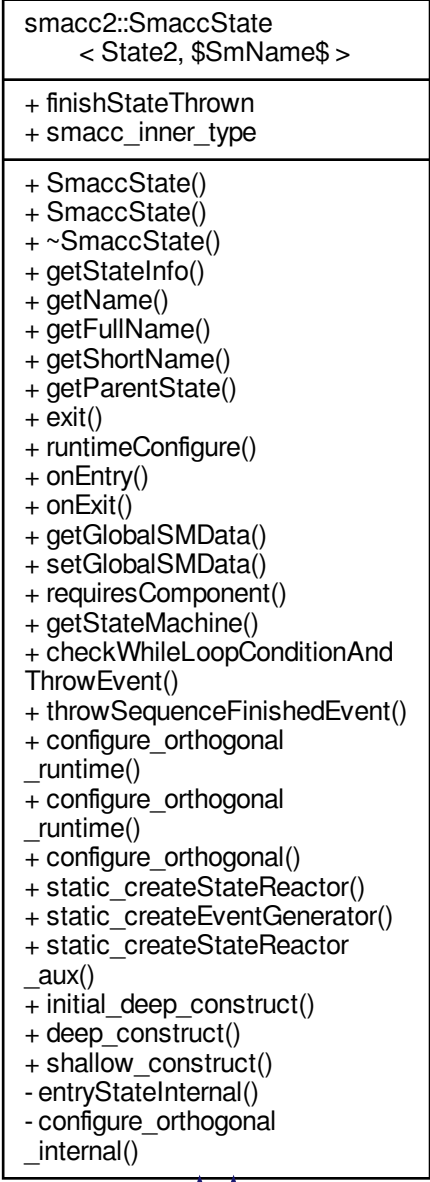 smacc2::SmaccState
< State2, $SmName$ >
+ finishStateThrown
+ smacc_inner_type
+ SmaccState()
+ SmaccState()
+ ~SmaccState()
+ getStateInfo()
+ getName()
+ getFullName()
+ getShortName()
+ getParentState()
+ exit()
+ runtimeConfigure()
+ onEntry()
+ onExit()
+ getGlobalSMData()
+ setGlobalSMData()
+ requiresComponent()
+ getStateMachine()
+ checkWhileLoopConditionAnd
ThrowEvent()
+ throwSequenceFinishedEvent()
+ configure_orthogonal
_runtime()
+ configure_orthogonal
_runtime()
+ configure_orthogonal()
+ static_createStateReactor()
+ static_createEventGenerator()
+ static_createStateReactor
_aux()
+ initial_deep_construct()
+ deep_construct()
+ shallow_construct()
- entryStateInternal()
- configure_orthogonal
_internal()